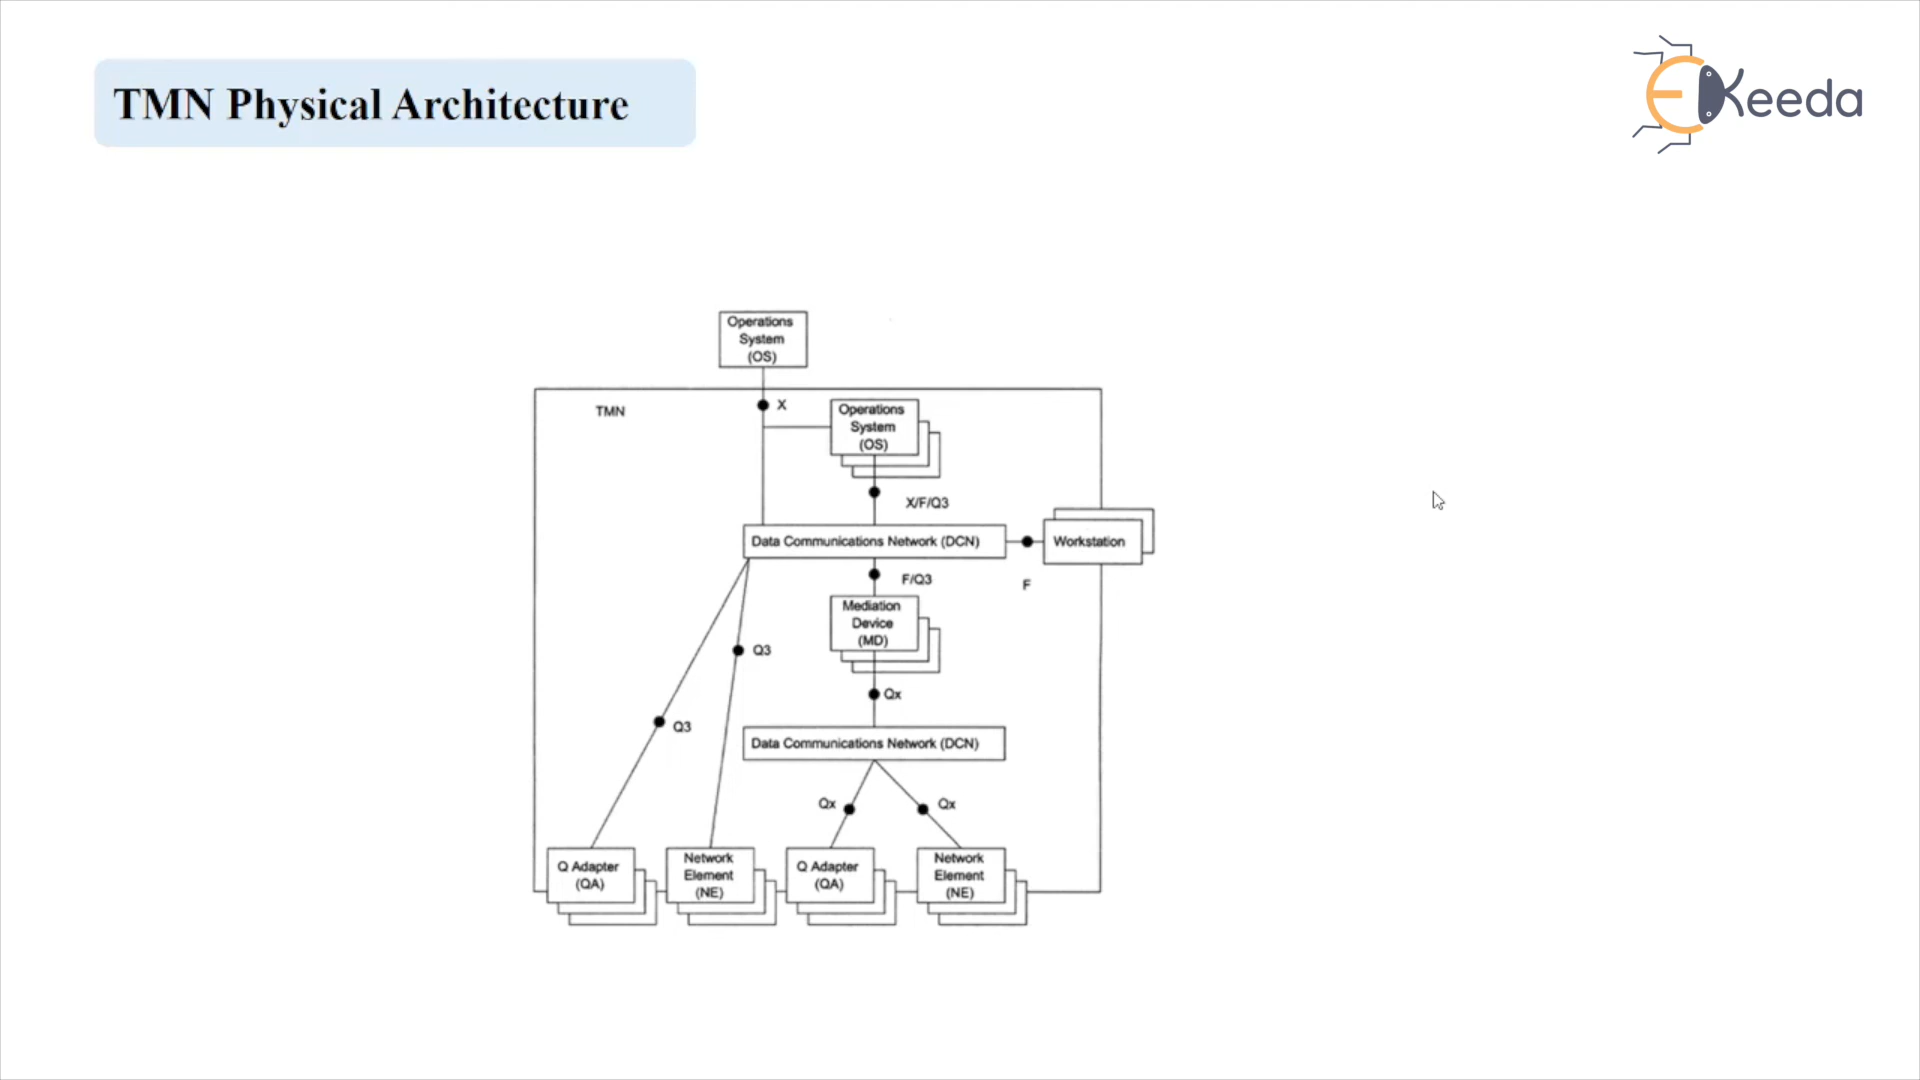 TMN Physical Architecture
EKeeda
Operations
System
(OS)
TMN
X
Operations
System
(OS)
X/F/Q3
Data Communications Network (DCN)
Workstation
F/Q3
F
Mediation
Device
(MD)
Q3
Qx
Q3
Data Communications Network (DCN)
Qx
Qx
Q Adapter
(QA)
Network
Element
(NE)
Q Adapter
(QA)
Network
Element
(NE)